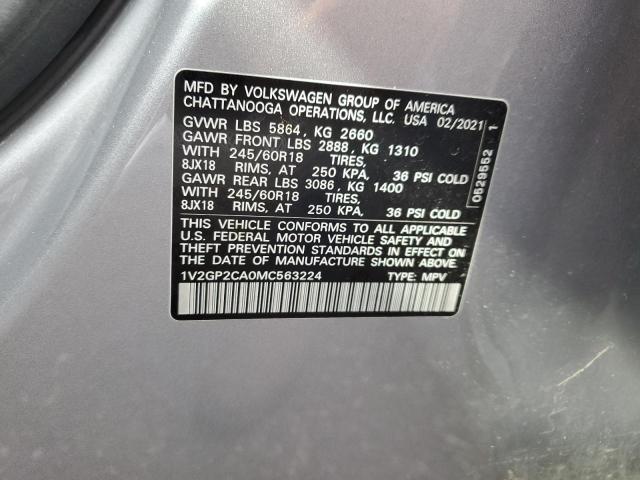 MFD BY VOLKSWAGEN GROUP OF AMERICA
CHATTANOOGA OPERATIONS, LLC. USA 02/2021
GVWR LBS 5864, KG 2660
GAWR FRONT LBS 2888, KG 1310
WITH 245/60R18 TIRES,
8JX18 RIMS, AT 250 KPA, 36 PSI COLD
GAWR REAR LBS 3086, KG 1400
WITH 245/60R18 TIRES,
8JX18 RIMS, AT 250 KPA, 36 PSI COLD
THIS VEHICLE CONFORMS TO ALL APPLICABLE
U.S. FEDERAL MOTOR VEHICLE SAFETY AND
THEFT PREVENTION STANDARDS IN EFFECT ON
THE DATE OF MANUFACTURE SHOWN ABOVE.
1V2GP2CA0MC563224 TYPE: MPV
0529552 1